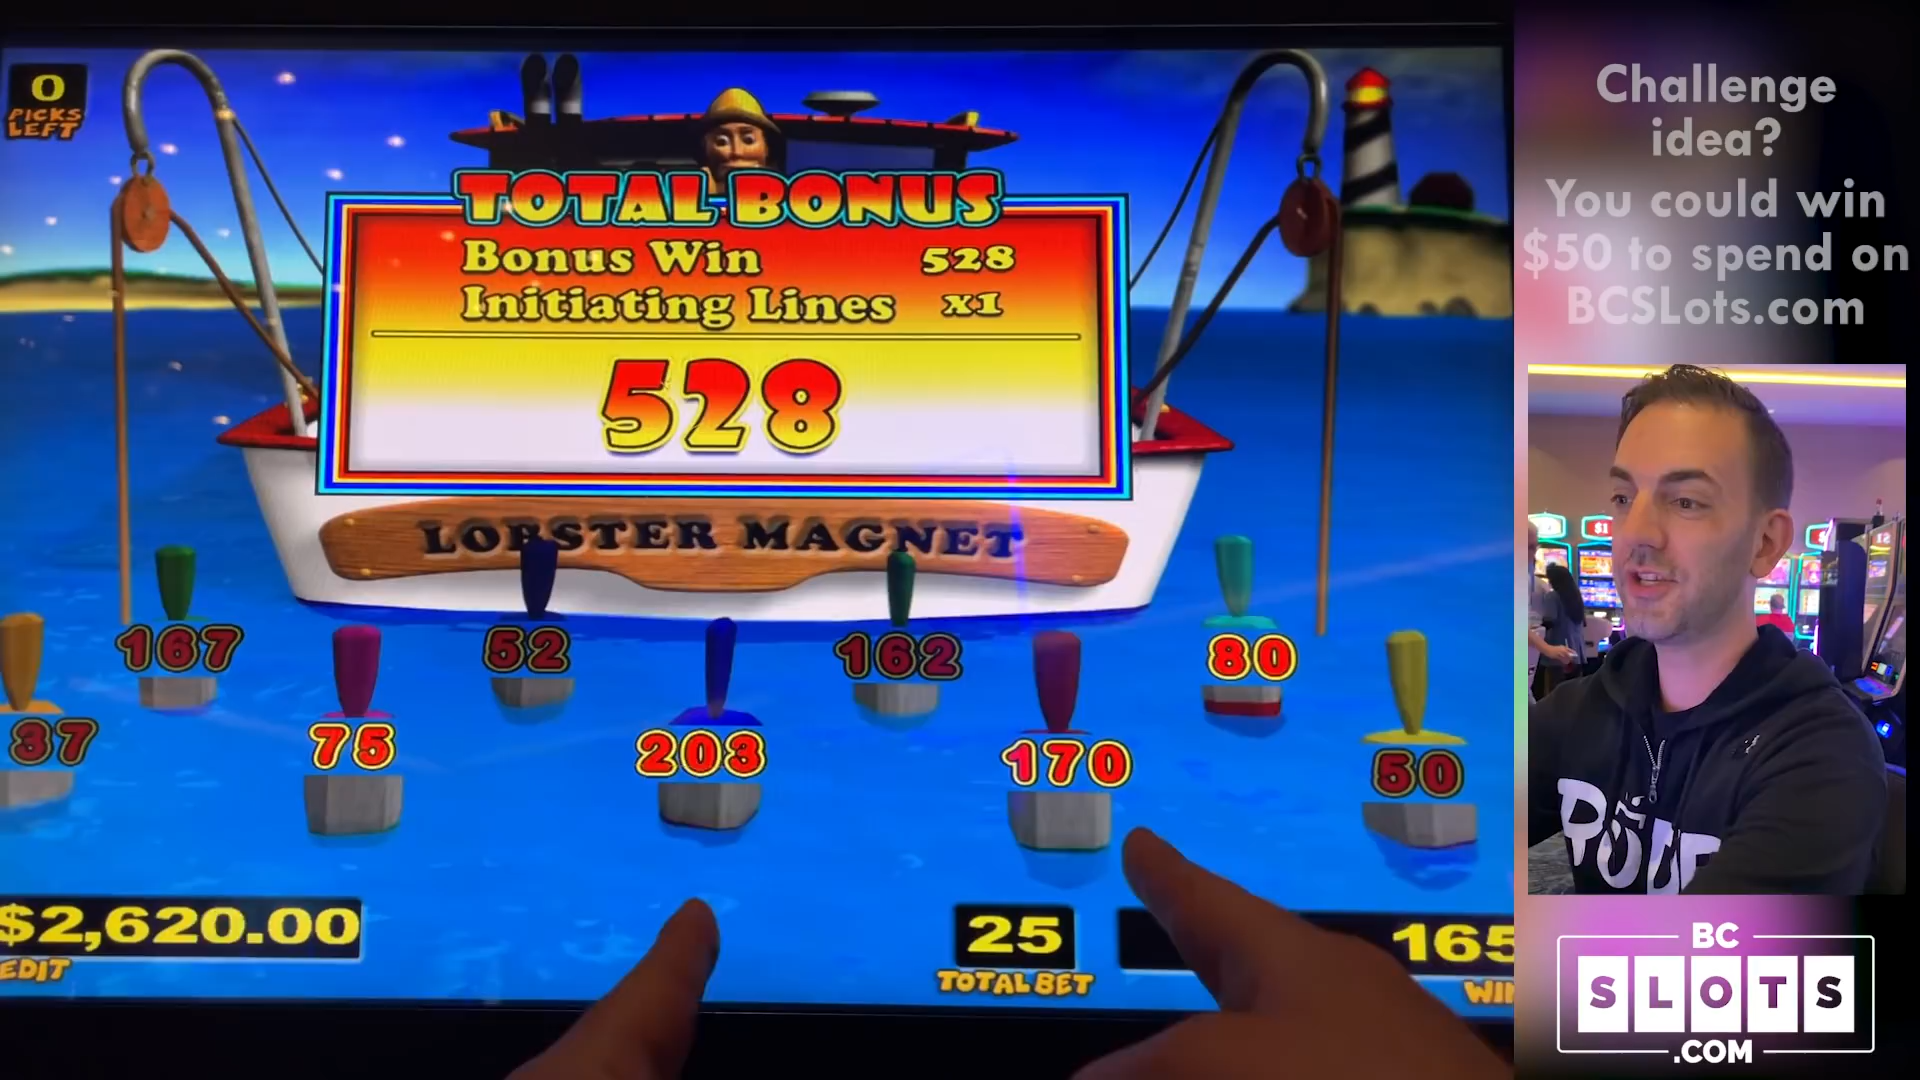 0
PICKS
LEFT
TOTAL BONUS
Bonus Win 528
Initiating Lines x1
528
LOBSTER MAGNET
167
52
162
80
37
75
203
170
50
$2,620.00
EDIT
25
TOTAL BET
165
WIN
Challenge
idea?
You could win
$50 to spend on
BCSLots.com
$1
BC
SLOTS
.COM